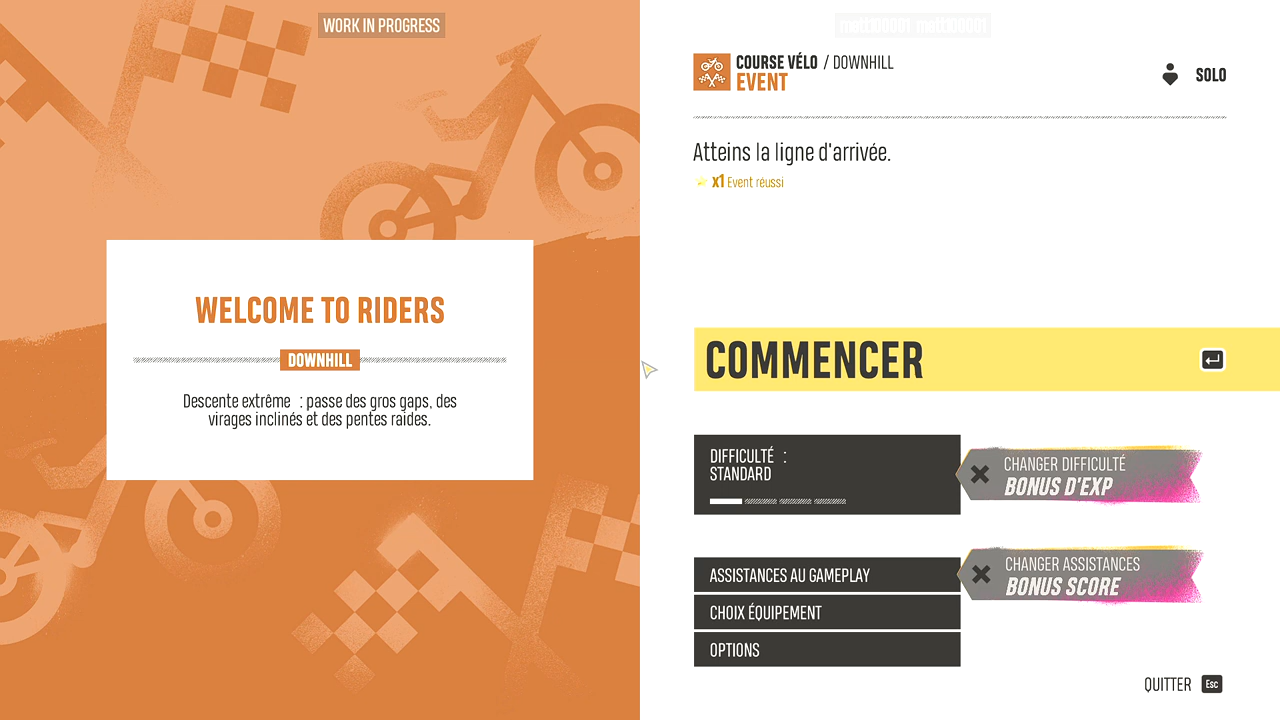 WORK IN PROGRESS
WELCOME TO RIDERS
DOWNHILL
Descente extrême : passe des gros gaps, des
virages inclinés et des pentes raides.
COURSE VÉLO / DOWNHILL
EVENT
SOLO
Atteins la ligne d'arrivée.
x1 Event réussi
COMMENCER
DIFFICULTÉ :
STANDARD
CHANGER DIFFICULTÉ
BONUS D'EXP
ASSISTANCES AU GAMEPLAY
CHANGER ASSISTANCES
BONUS SCORE
CHOIX ÉQUIPEMENT
OPTIONS
QUITTER Esc